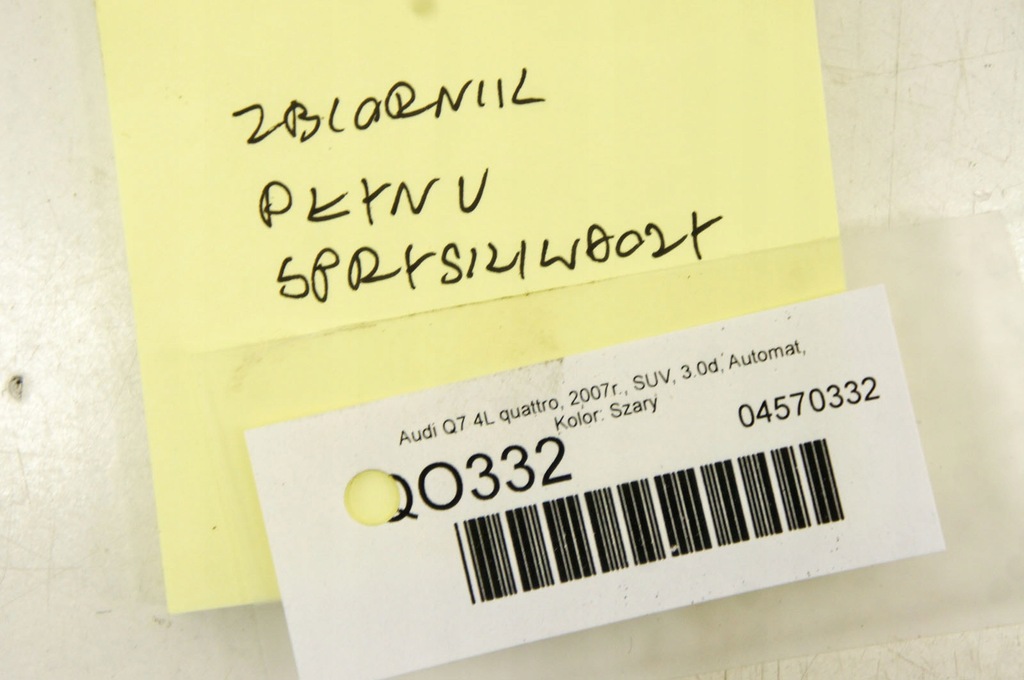 ZBIORNIK
PŁYNU
SPRYSKIWACZY
Audi Q7 4L quattro, 2007r., SUV, 3.0d, Automat,
Kolor: Szary
04570332
QO332